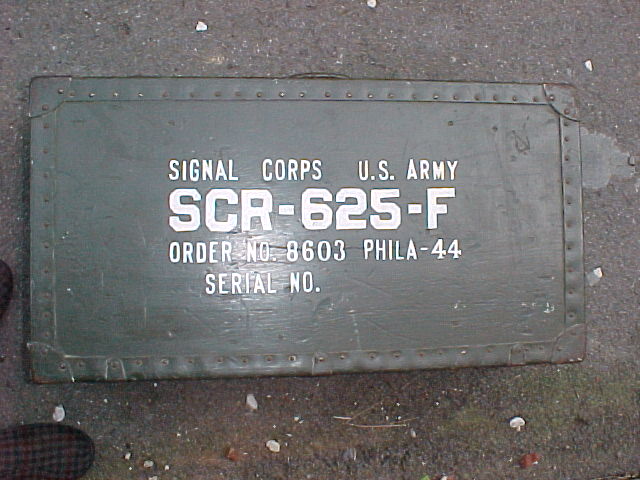 SIGNAL CORPS U.S. ARMY
SCR-625-F
ORDER NO. 8603 PHILA-44
SERIAL NO.